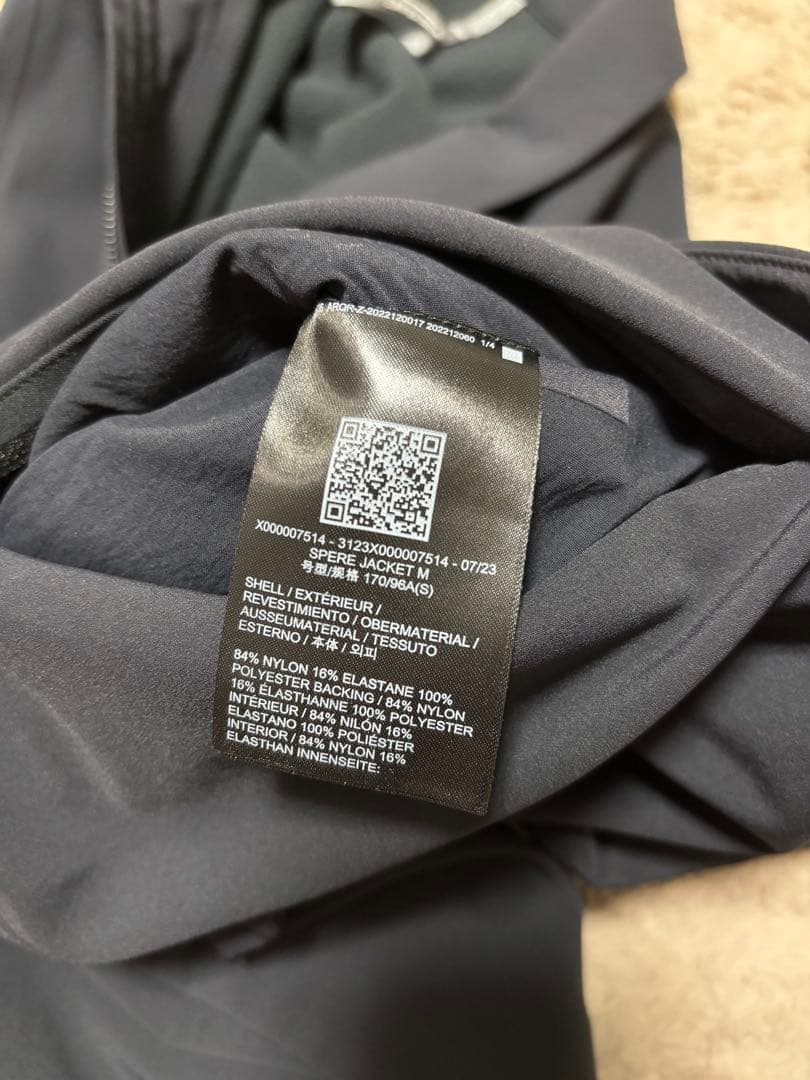 ARQR-Z-2022120017 202212060 1/4
X000007514 - 3123X000007514 - 07/23
SPERE JACKET M
号型/规格 170/96A(S)
SHELL / EXTÉRIEUR /
REVESTIMIENTO / OBERMATERIAL /
AUSSEUMATERIAL / TESSUTO
ESTERNO / 本体 / 외피
84% NYLON 16% ELASTANE 100%
POLYESTER BACKING / 84% NYLON
16% ÉLASTHANNE 100% POLYESTER
INTÉRIEUR / 84% NILÓN 16%
ELASTANO 100% POLIÉSTER
INTERIOR / 84% NYLON 16%
ELASTHAN INNENSEITE: